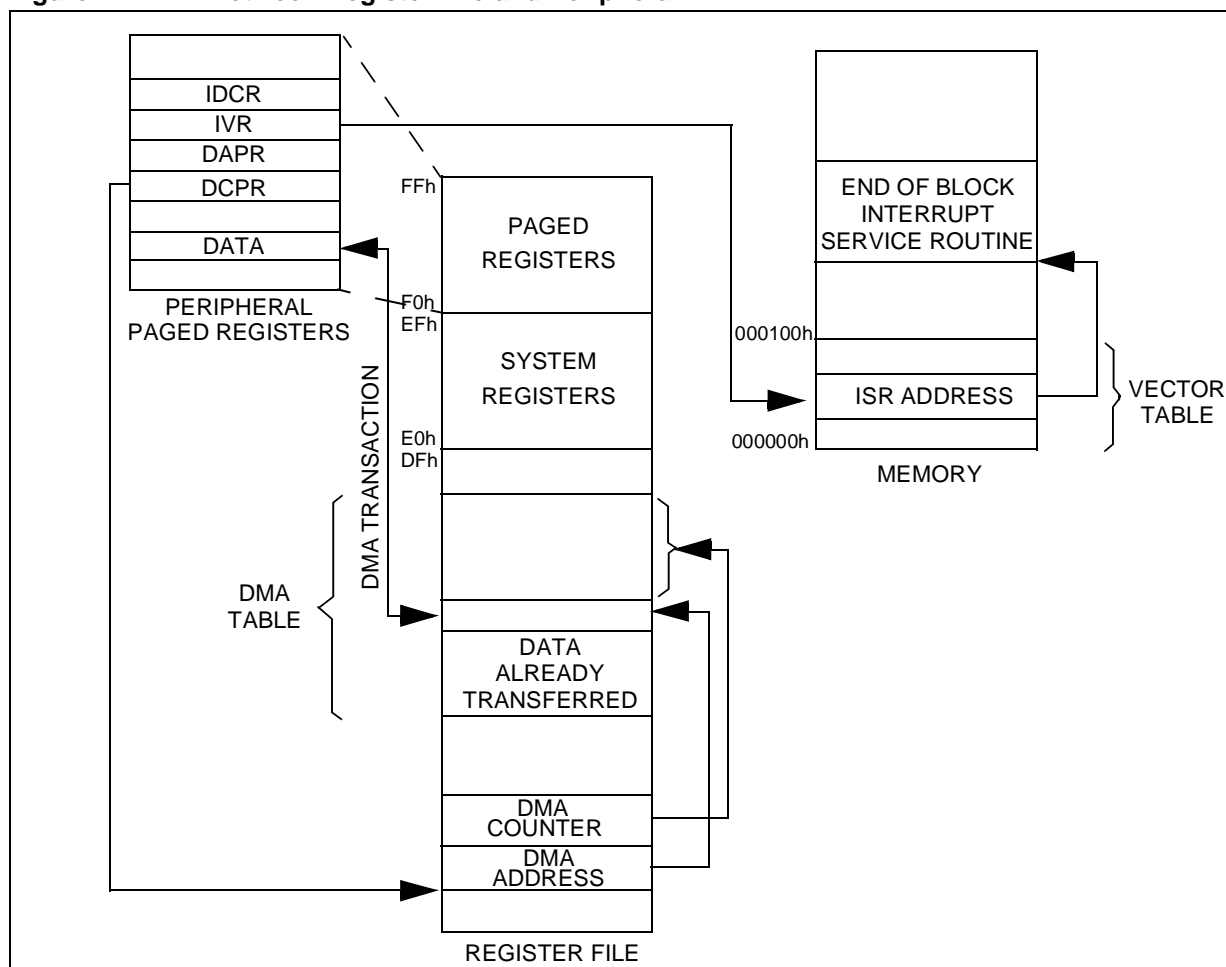 IDCR
IVR
DAPR
DCPR
DATA
PERIPHERAL
PAGED REGISTERS
FFh
PAGED
REGISTERS
F0h
EFh
SYSTEM
REGISTERS
E0h
DFh
DMA TRANSACTION
DMA
TABLE
DATA
ALREADY
TRANSFERRED
DMA
COUNTER
DMA
ADDRESS
REGISTER FILE
END OF BLOCK
INTERRUPT
SERVICE ROUTINE
000100h
ISR ADDRESS
000000h
VECTOR
TABLE
MEMORY